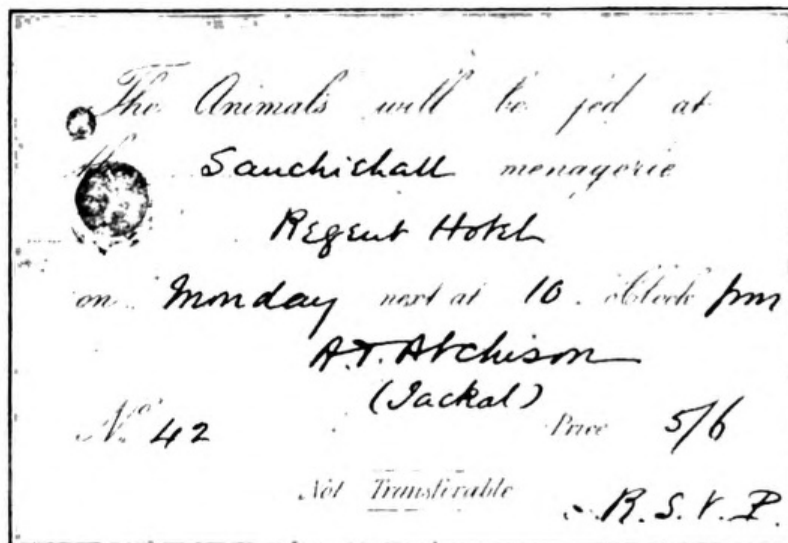 The Animals will be fed at
the Sauchiehall menagerie
Regent Hotel
on Monday next at 10 o'Clock pm
A.T. Atchison
(Jackal)
No. 42 Price 5/6
Not Transferable
R.S.V.P.